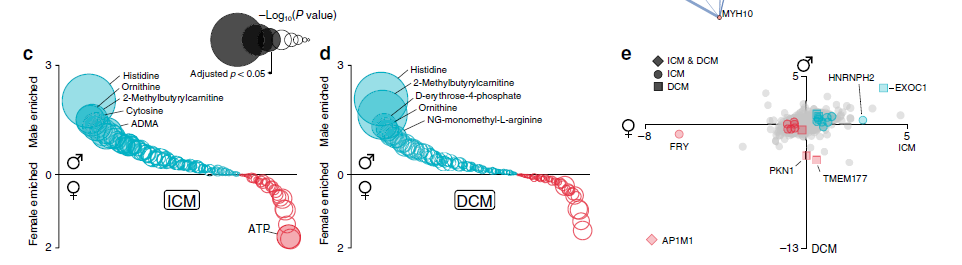 MYH10
−Log₁₀(P value)
Adjusted p < 0.05
c
3
Male enriched
0
Female enriched
2
Histidine
Ornithine
2-Methylbutyrylcarnitine
Cytosine
ADMA
♂
♀
ICM
ATP
d
3
Male enriched
0
Female enriched
2
Histidine
2-Methylbutyrylcarnitine
D-erythrose-4-phosphate
Ornithine
NG-monomethyl-L-arginine
♂
♀
DCM
e
ICM & DCM
ICM
DCM
♂
5
HNRNPH2
EXOC1
♀
−8
5
ICM
FRY
PKN1
TMEM177
AP1M1
−13
DCM